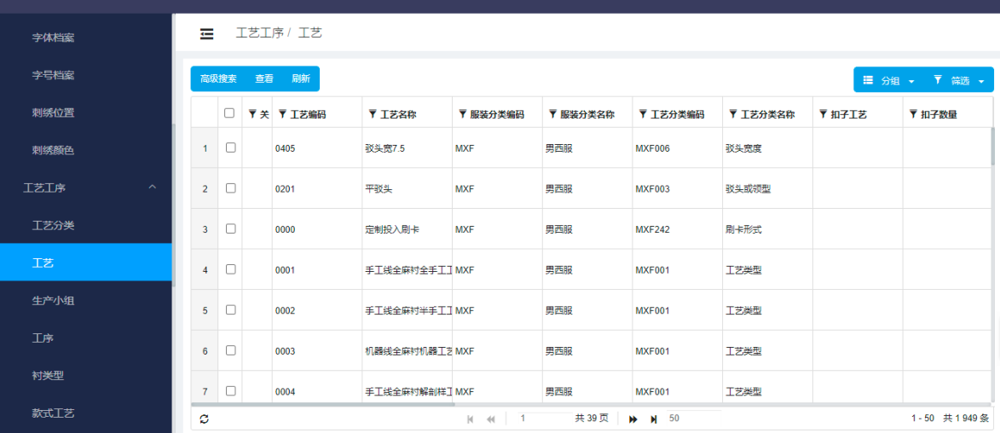 字体档案
字号档案
刺绣位置
刺绣颜色
工艺工序
工艺分类
工艺
生产小组
工序
衬类型
款式工艺
工艺工序 / 工艺
高级搜索 查看 刷新
分组 筛选
关 工艺编码 工艺名称 服装分类编码 服装分类名称 工艺分类编码 工艺分类名称 扣子工艺 扣子数量
1 0405 驳头宽7.5 MXF 男西服 MXF006 驳头宽度
2 0201 平驳头 MXF 男西服 MXF003 驳头或领型
3 0000 定制投入刷卡 MXF 男西服 MXF242 刷卡形式
4 0001 手工线全麻衬全手工 MXF 男西服 MXF001 工艺类型
5 0002 手工线全麻衬半手工 MXF 男西服 MXF001 工艺类型
6 0003 机器线全麻衬机器工艺 MXF 男西服 MXF001 工艺类型
7 0004 手工线全麻衬解剖样 MXF 男西服 MXF001 工艺类型
1 共 39 页 50 1 - 50 共 1 949 条